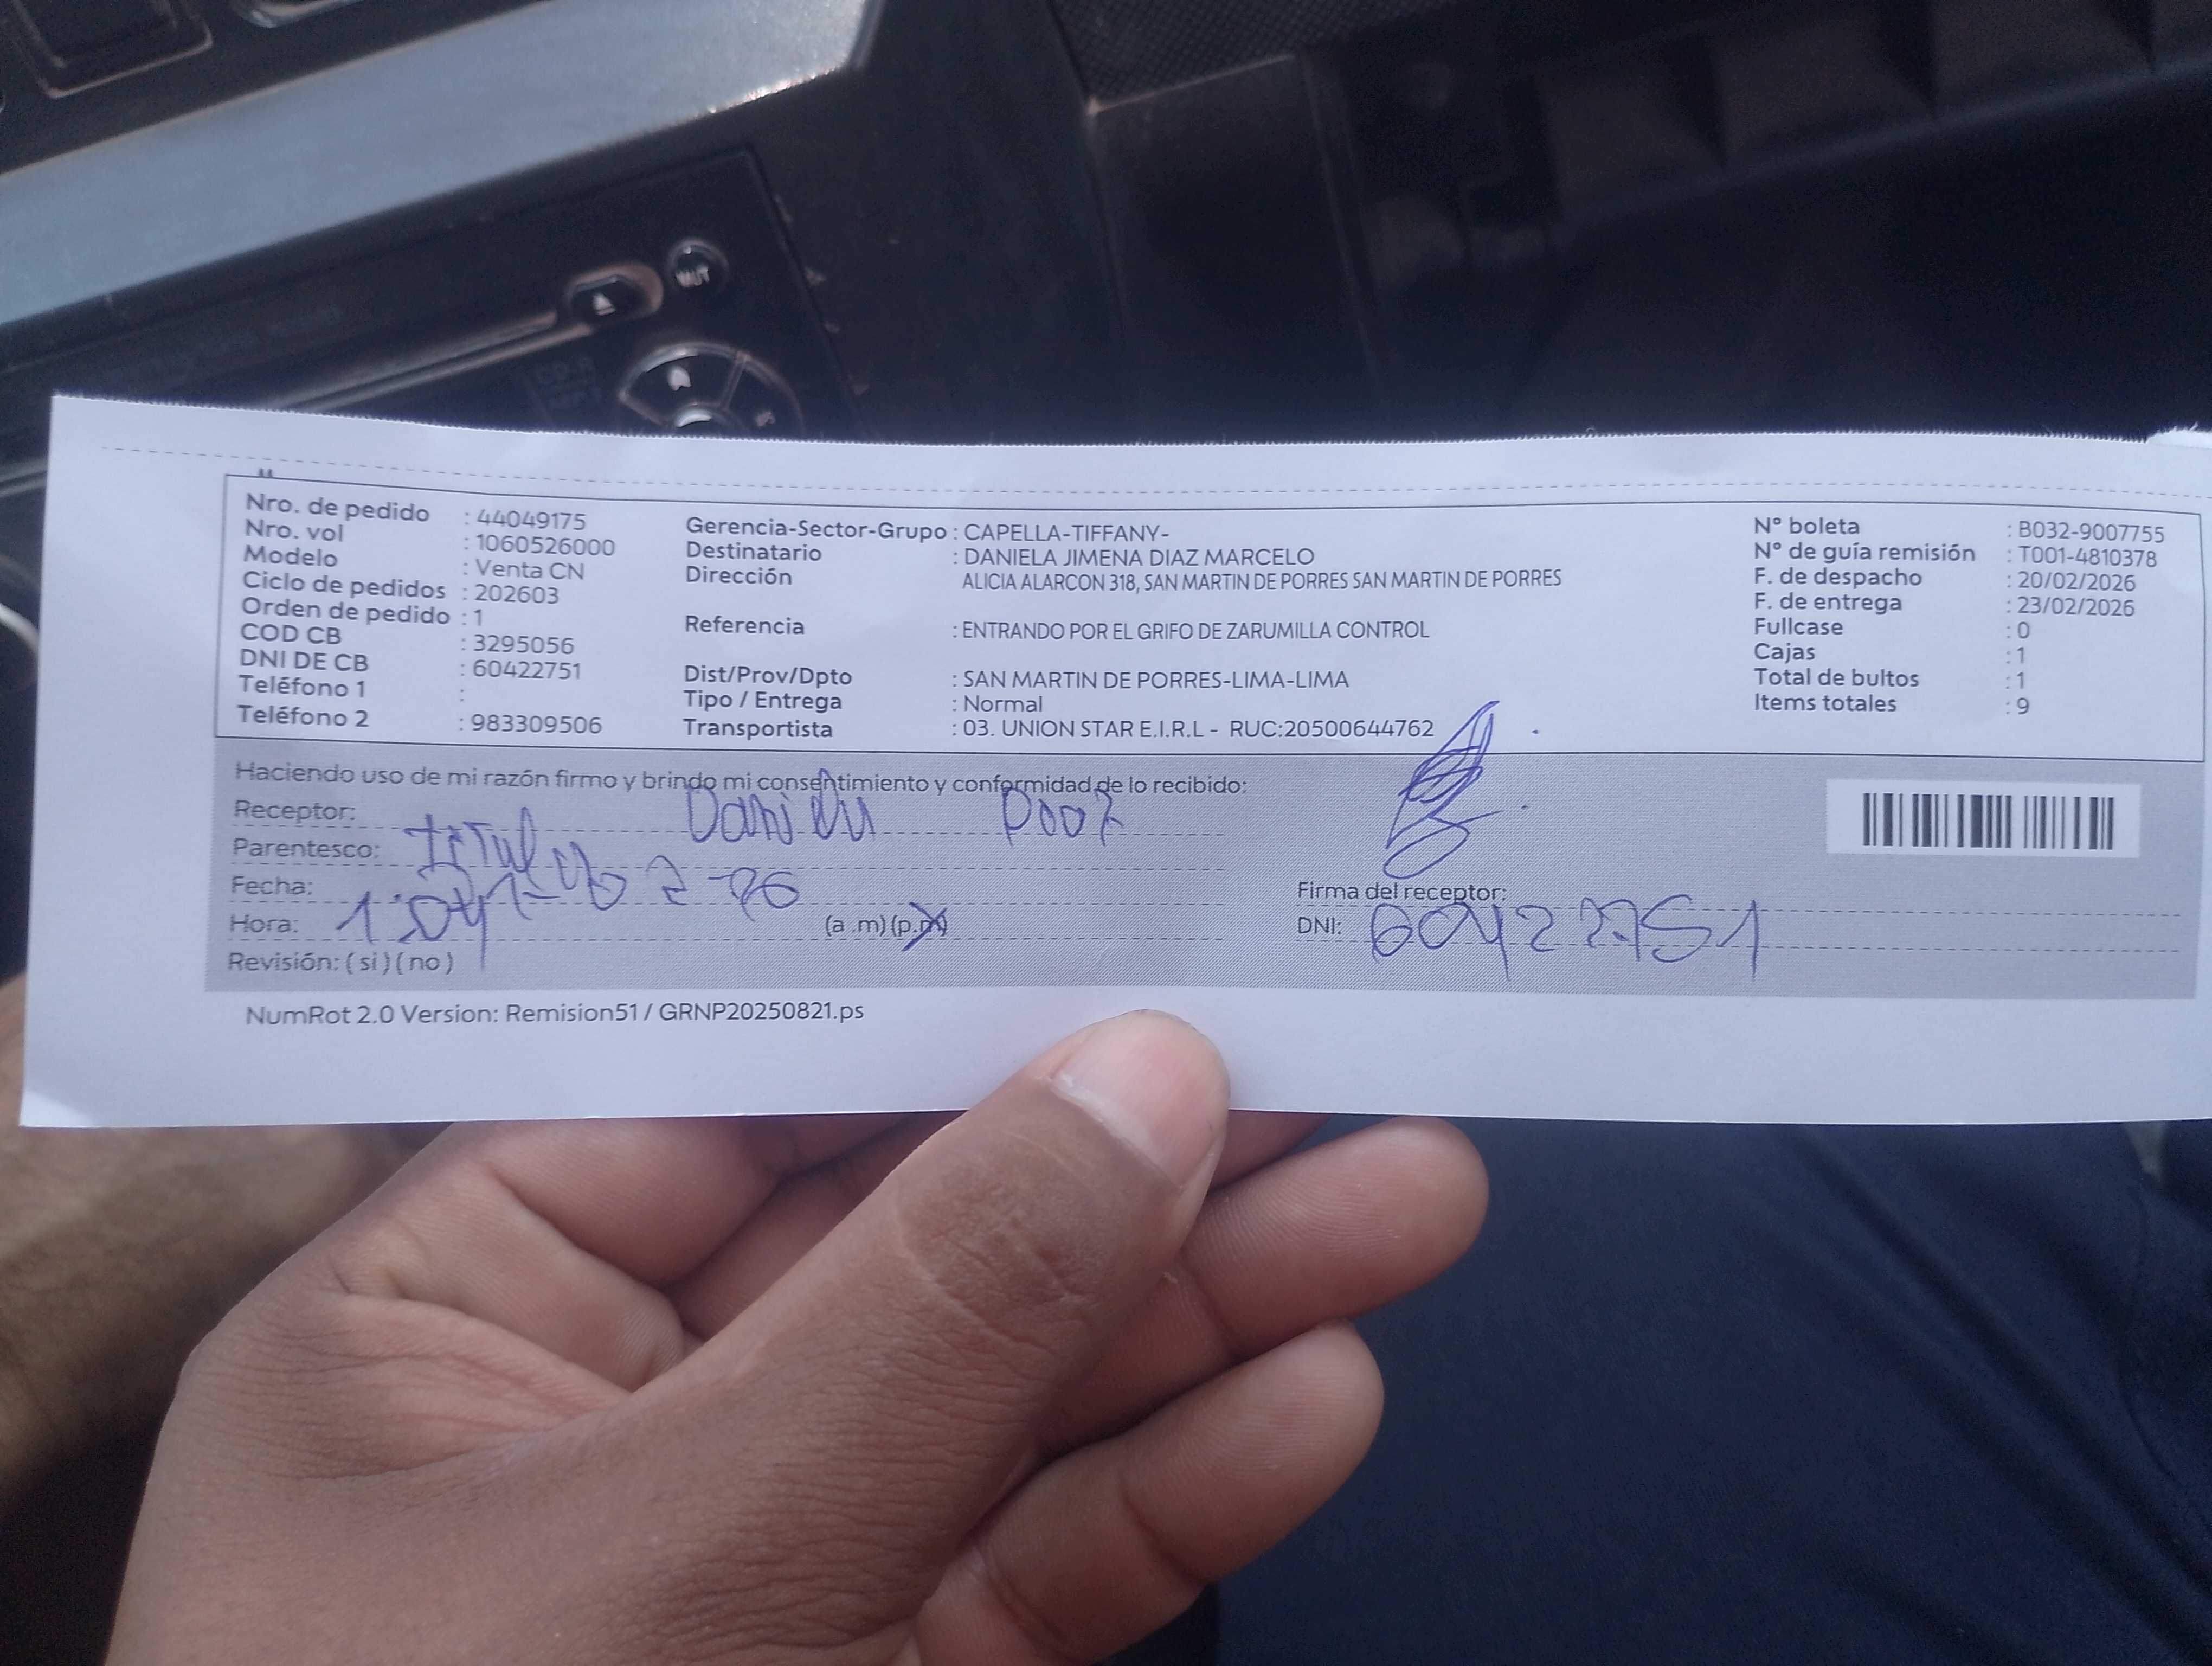 MUT
CD-R
Nro. de pedido : 44049175
Nro. vol : 1060526000
Modelo : Venta CN
Ciclo de pedidos : 202603
Orden de pedido : 1
COD CB : 3295056
DNI DE CB : 60422751
Teléfono 1 :
Teléfono 2 : 983309506
Gerencia-Sector-Grupo : CAPELLA-TIFFANY-
Destinatario : DANIELA JIMENA DIAZ MARCELO
Dirección ALICIA ALARCON 318, SAN MARTIN DE PORRES SAN MARTIN DE PORRES
Referencia : ENTRANDO POR EL GRIFO DE ZARUMILLA CONTROL
Dist/Prov/Dpto : SAN MARTIN DE PORRES-LIMA-LIMA
Tipo / Entrega : Normal
Transportista : 03. UNION STAR E.I.R.L - RUC:20500644762
N° boleta : B032-9007755
N° de guía remisión : T001-4810378
F. de despacho : 20/02/2026
F. de entrega : 23/02/2026
Fullcase : 0
Cajas : 1
Total de bultos : 1
Items totales : 9
Haciendo uso de mi razón firmo y brindo mi consentimiento y conformidad de lo recibido:
Receptor:
Parentesco:
Fecha:
Hora: 1:04 (a .m) (p.m)
Revisión: ( si ) ( no )
Firma del receptor:
DNI: 60422751
NumRot 2.0 Version: Remision51 / GRNP20250821.ps